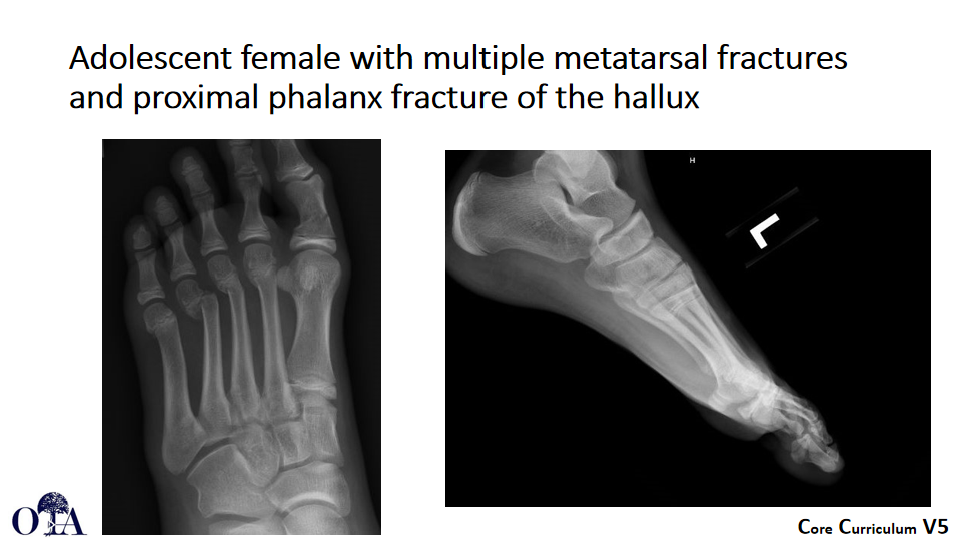 Adolescent female with multiple metatarsal fractures
and proximal phalanx fracture of the hallux
H
L
OTA
Core Curriculum V5